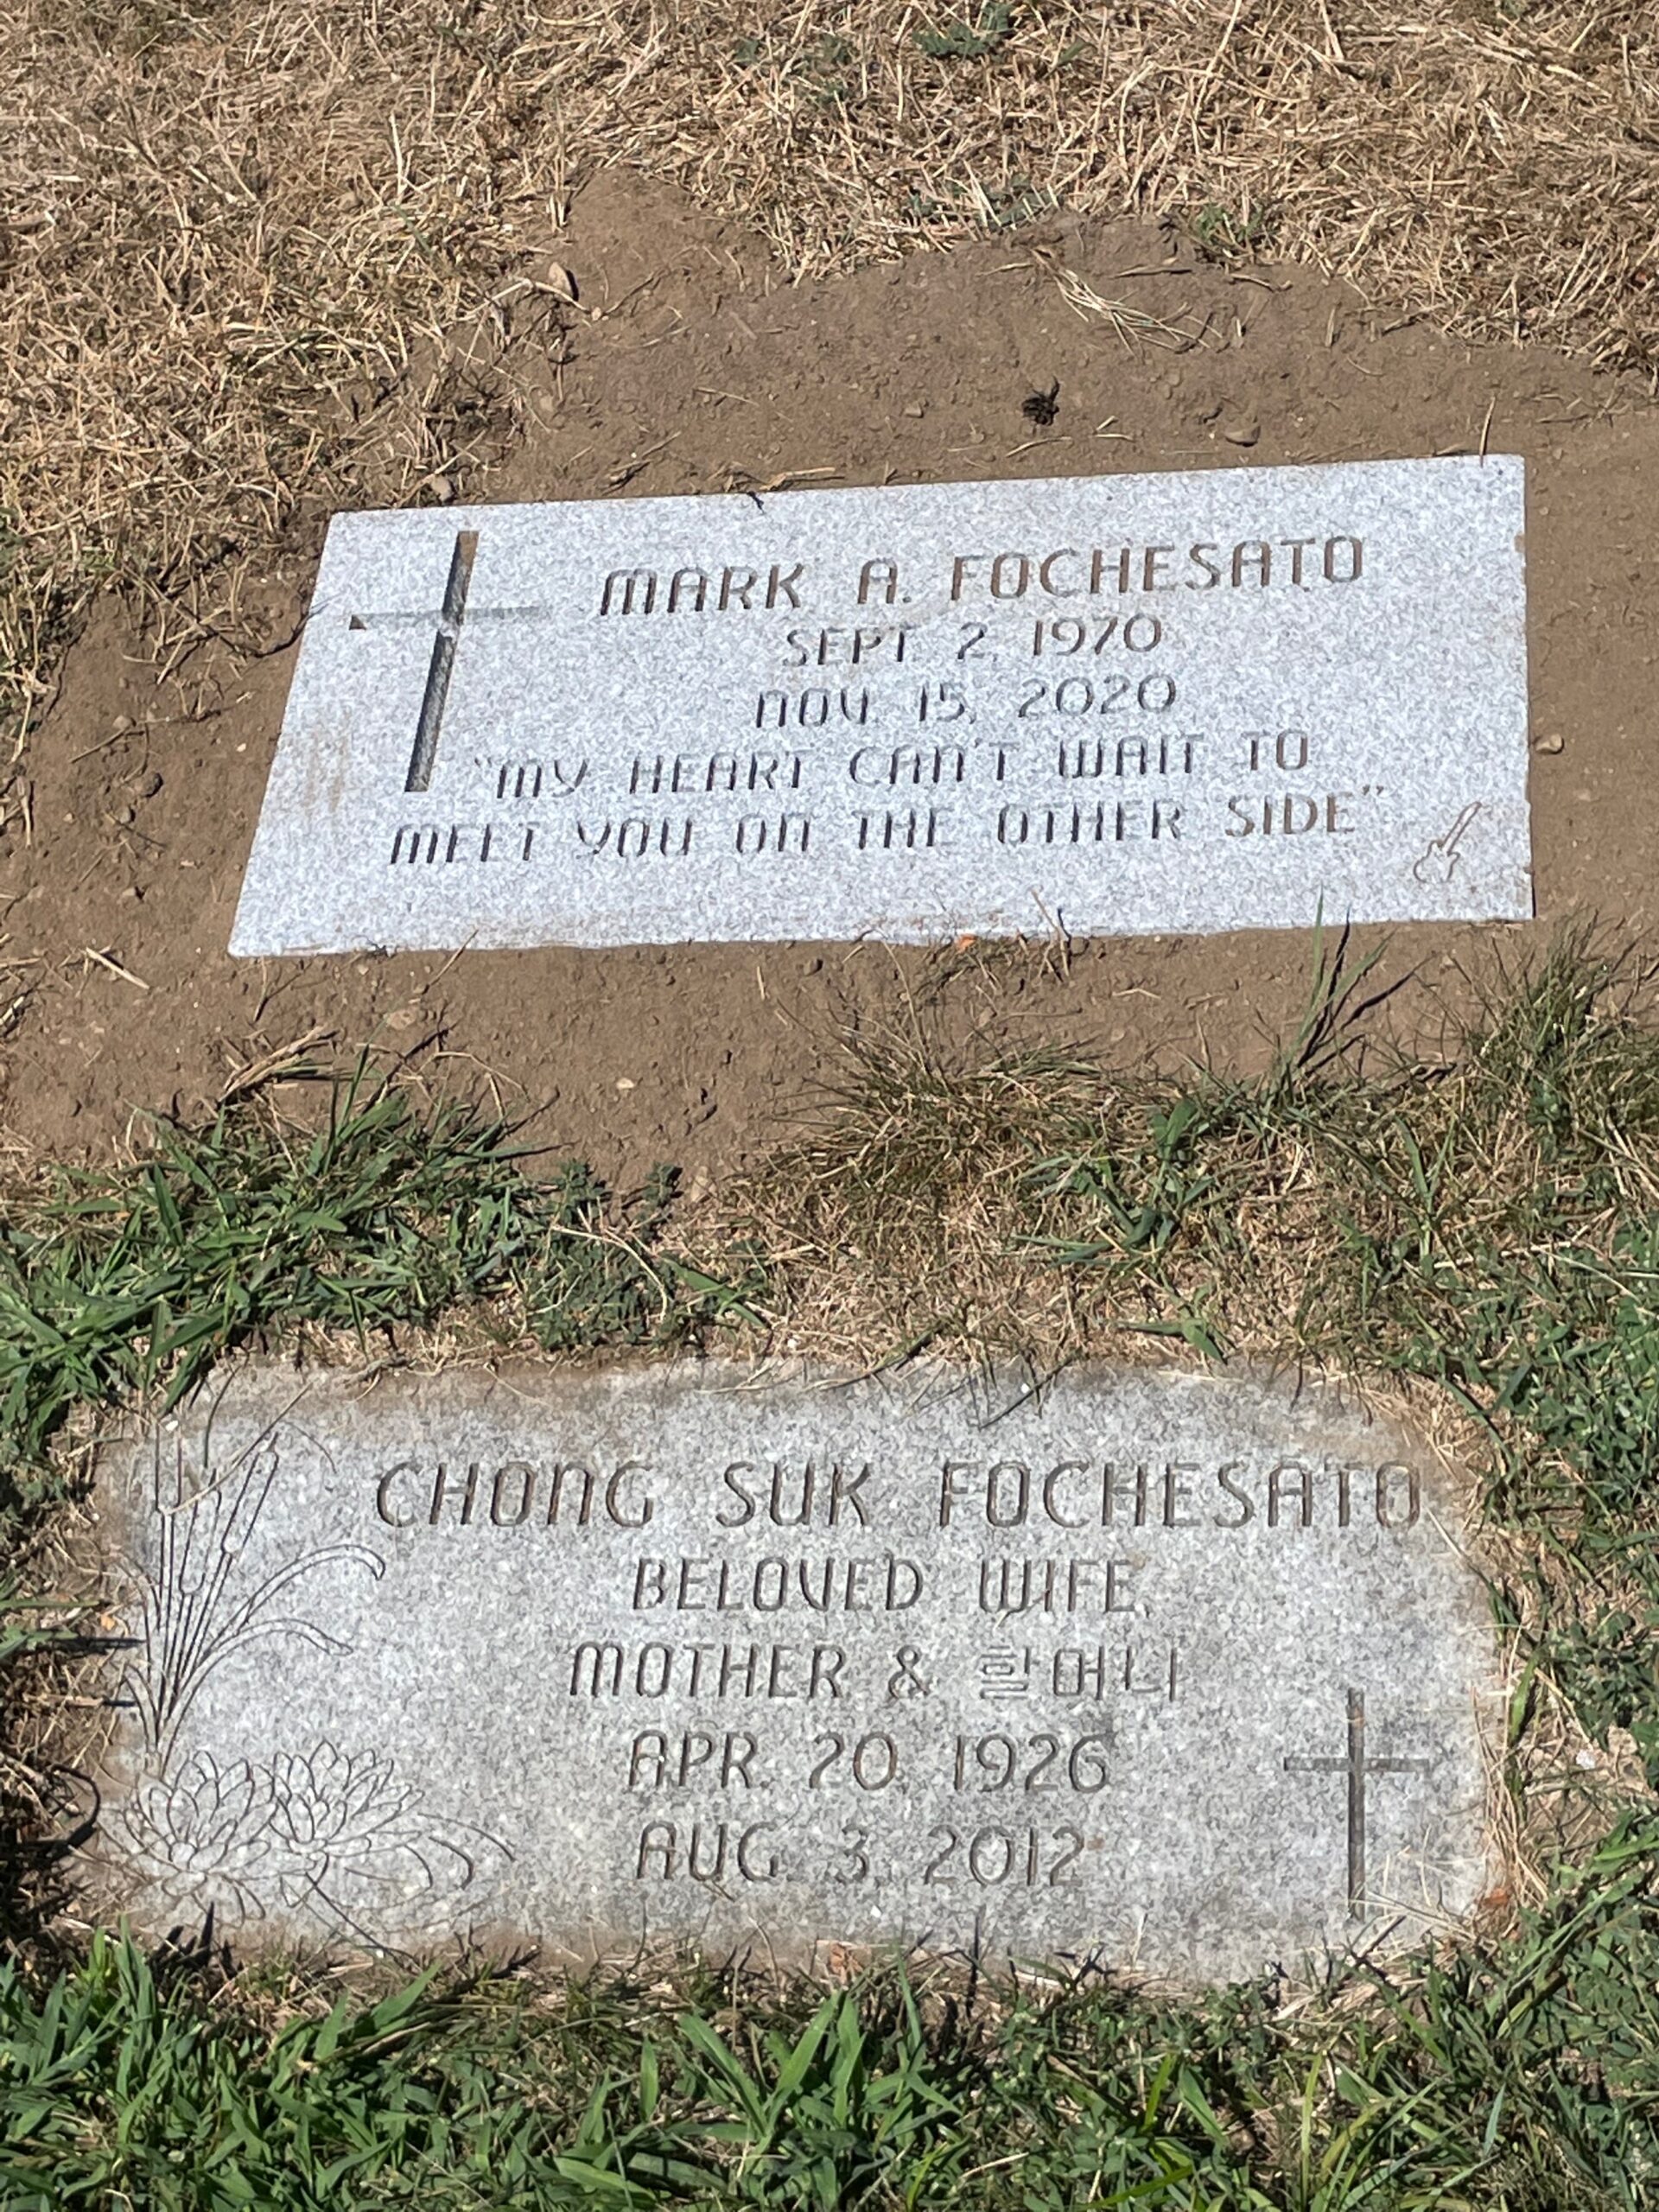 MARK A. FOCHESATO
SEPT. 2, 1970
NOV. 15, 2020
"MY HEART CAN'T WAIT TO
MEET YOU ON THE OTHER SIDE"
CHONG SUK FOCHESATO
BELOVED WIFE,
MOTHER & 할머니
APR. 20, 1926
AUG. 3, 2012